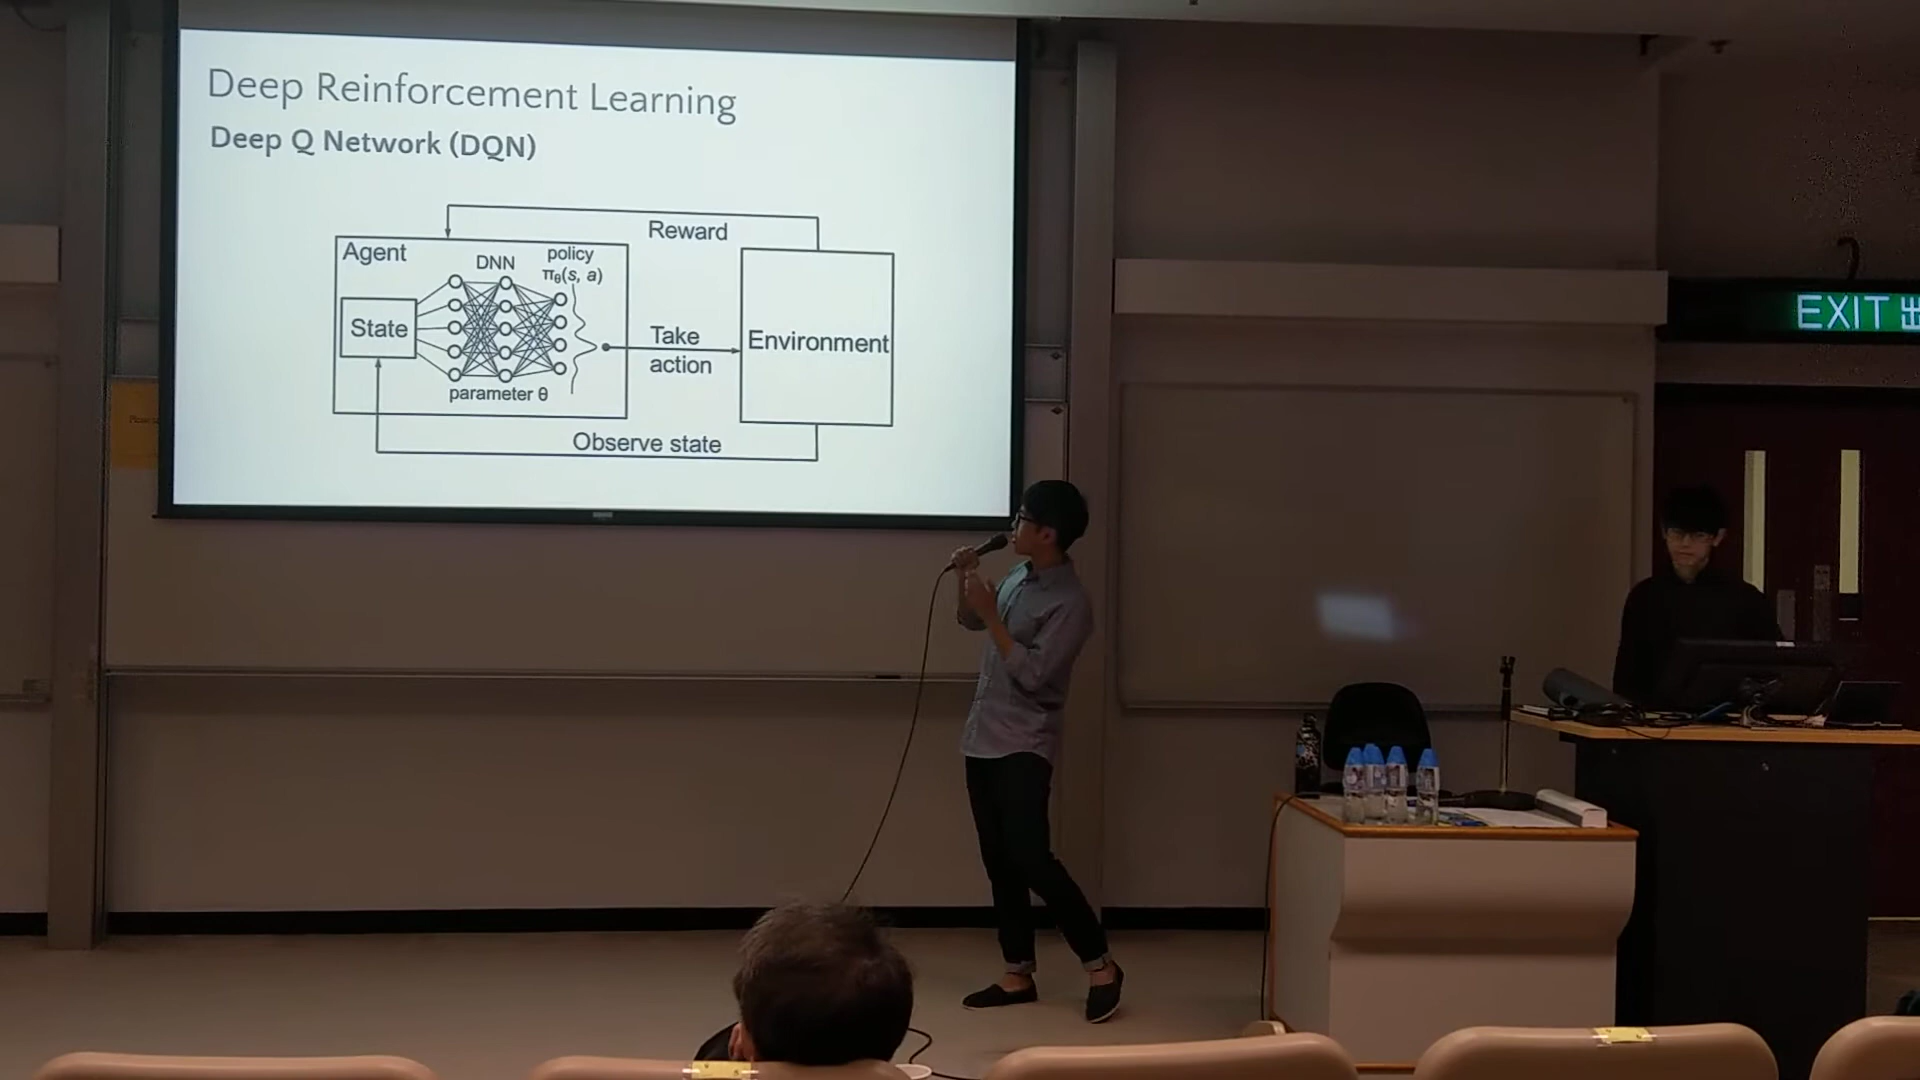 Deep Reinforcement Learning
Deep Q Network (DQN)
Reward
Agent
DNN
policy
πθ(s, a)
State
parameter θ
Take
action
Environment
Observe state
EXIT 出